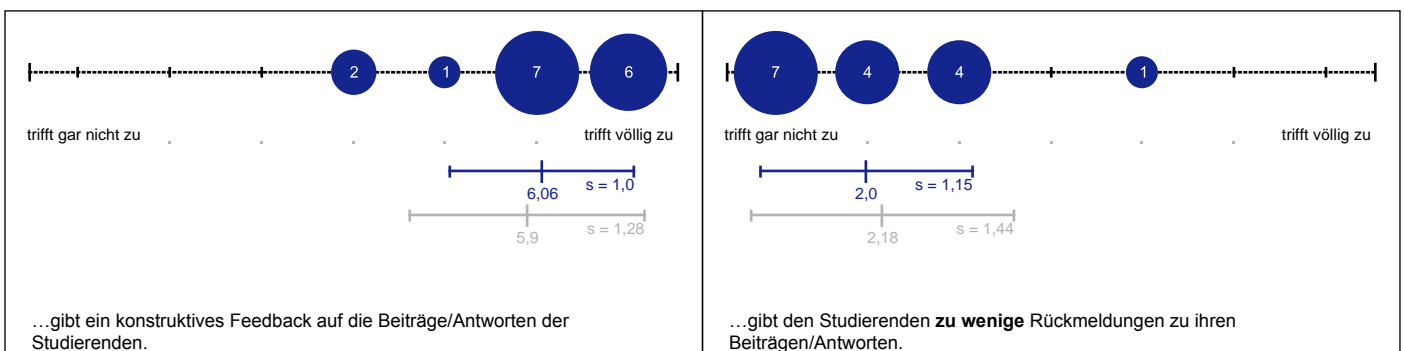 2 1 7 6
trifft gar nicht zu trifft völlig zu
6,06 s = 1,0
5,9 s = 1,28
…gibt ein konstruktives Feedback auf die Beiträge/Antworten der
Studierenden.
7 4 4 1
trifft gar nicht zu trifft völlig zu
2,0 s = 1,15
2,18 s = 1,44
…gibt den Studierenden zu wenige Rückmeldungen zu ihren
Beiträgen/Antworten.